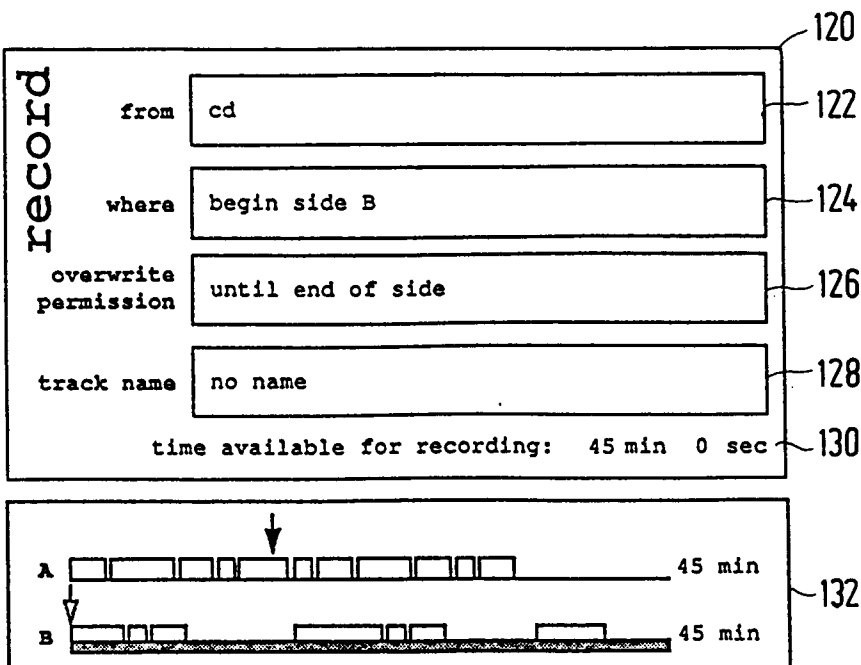 120
record
from cd
122
where begin side B
124
overwrite
permission until end of side
126
track name no name
128
time available for recording: 45 min 0 sec
130
A 45 min
132
B 45 min